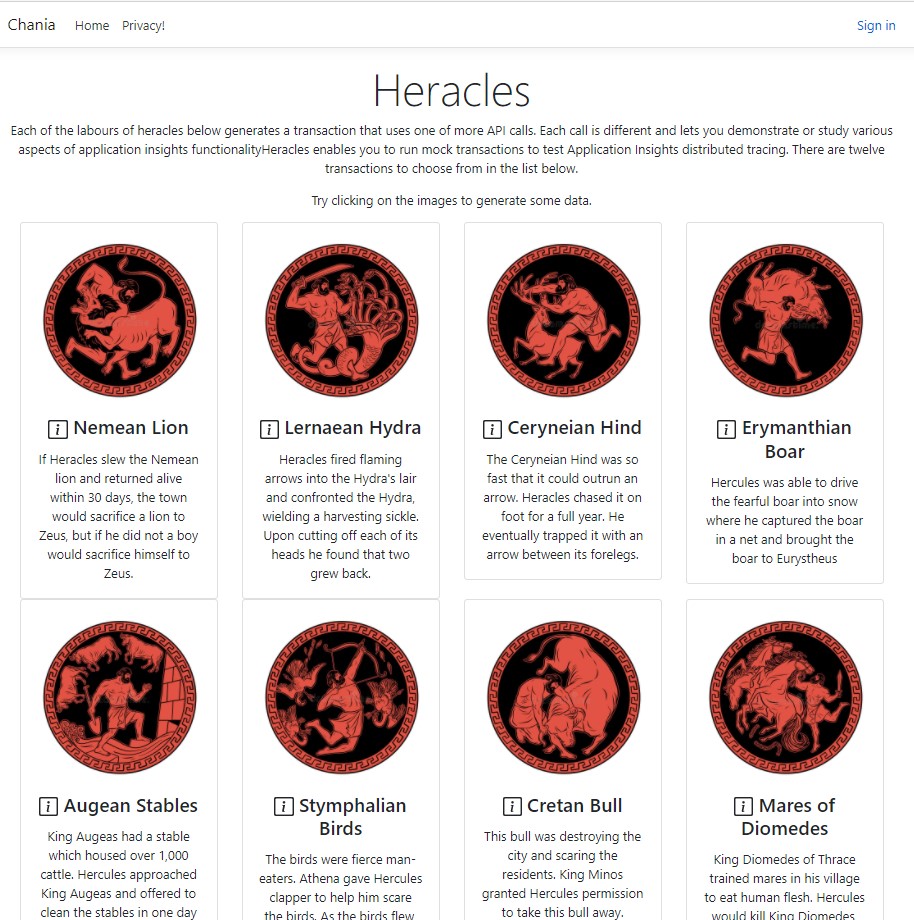 Chania Home Privacy! Sign in
Heracles
Each of the labours of heracles below generates a transaction that uses one of more API calls. Each call is different and lets you demonstrate or study various
aspects of application insights functionalityHeracles enables you to run mock transactions to test Application Insights distributed tracing. There are twelve
transactions to choose from in the list below.
Try clicking on the images to generate some data.
i Nemean Lion
If Heracles slew the Nemean
lion and returned alive
within 30 days, the town
would sacrifice a lion to
Zeus, but if he did not a boy
would sacrifice himself to
Zeus.
i Lernaean Hydra
Heracles fired flaming
arrows into the Hydra's lair
and confronted the Hydra,
wielding a harvesting sickle.
Upon cutting off each of its
heads he found that two
grew back.
i Ceryneian Hind
The Ceryneian Hind was so
fast that it could outrun an
arrow. Heracles chased it on
foot for a full year. He
eventually trapped it with an
arrow between its forelegs.
i Erymanthian
Boar
Hercules was able to drive
the fearful boar into snow
where he captured the boar
in a net and brought the
boar to Eurystheus
i Augean Stables
King Augeas had a stable
which housed over 1,000
cattle. Hercules approached
King Augeas and offered to
clean the stables in one day
i Stymphalian
Birds
The birds were fierce man-
eaters. Athena gave Hercules
clapper to help him scare
the birds. As the birds flew
i Cretan Bull
This bull was destroying the
city and scaring the
residents. King Minos
granted Hercules permission
to take this bull away.
i Mares of
Diomedes
King Diomedes of Thrace
trained mares in his village
to eat human flesh. Hercules
would kill King Diomedes